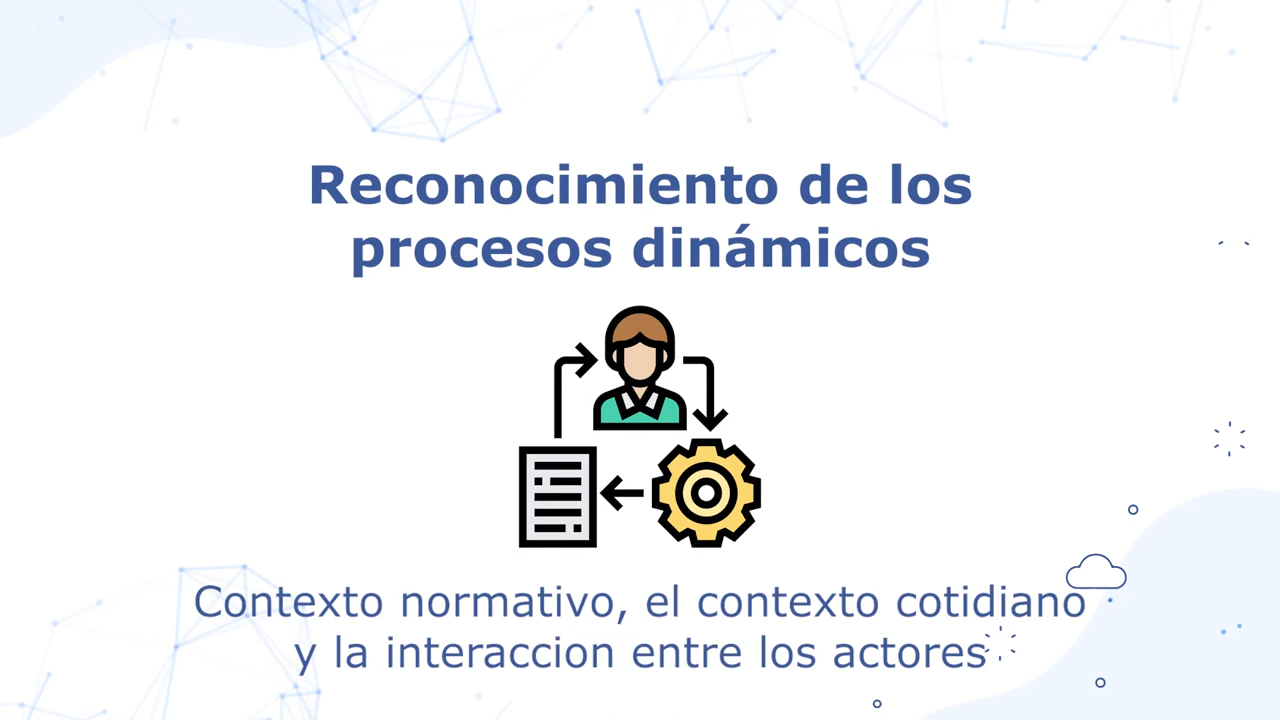 Reconocimiento de los
procesos dinámicos
Contexto normativo, el contexto cotidiano
y la interaccion entre los actores